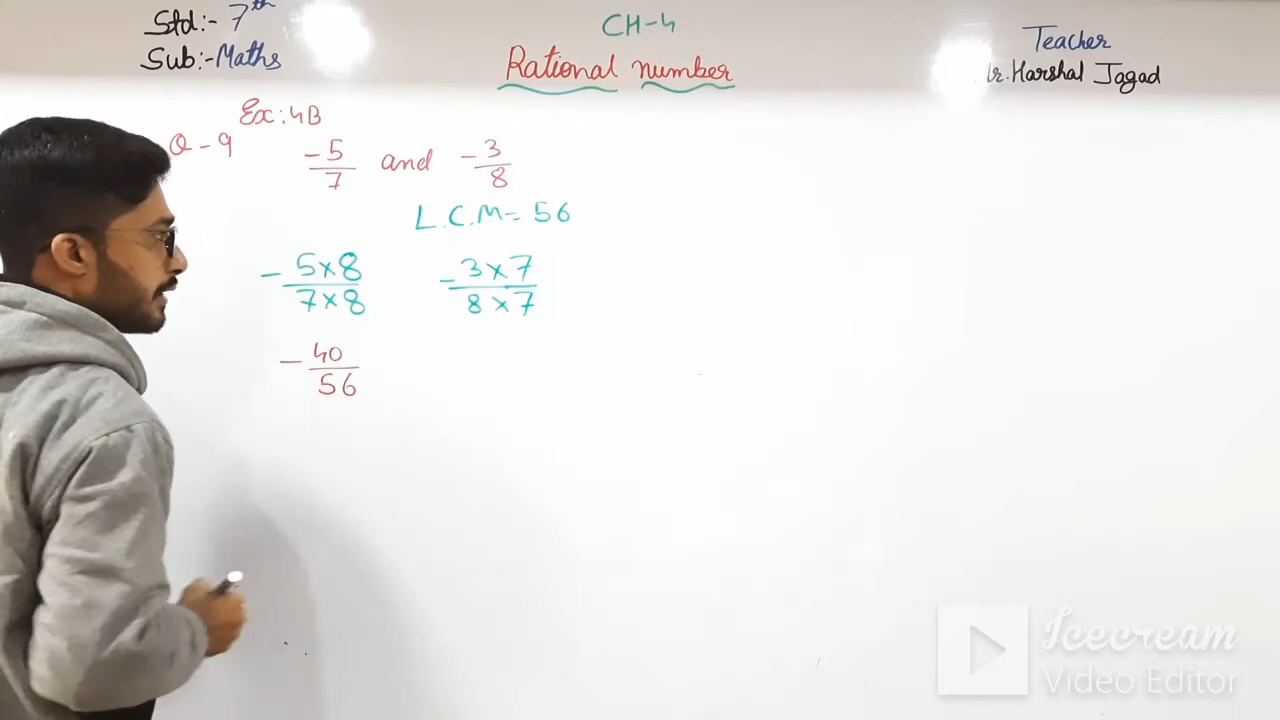 Std:- 7th
Sub:-Maths
CH-4
Rational number
Teacher
Mr. Harshal Jagad
Ex: 4B
Q-9
-5/7 and -3/8
L.C.M= 56
- 5×8/7×8   - 3×7/8×7
- 40/56
Icecream
Video Editor